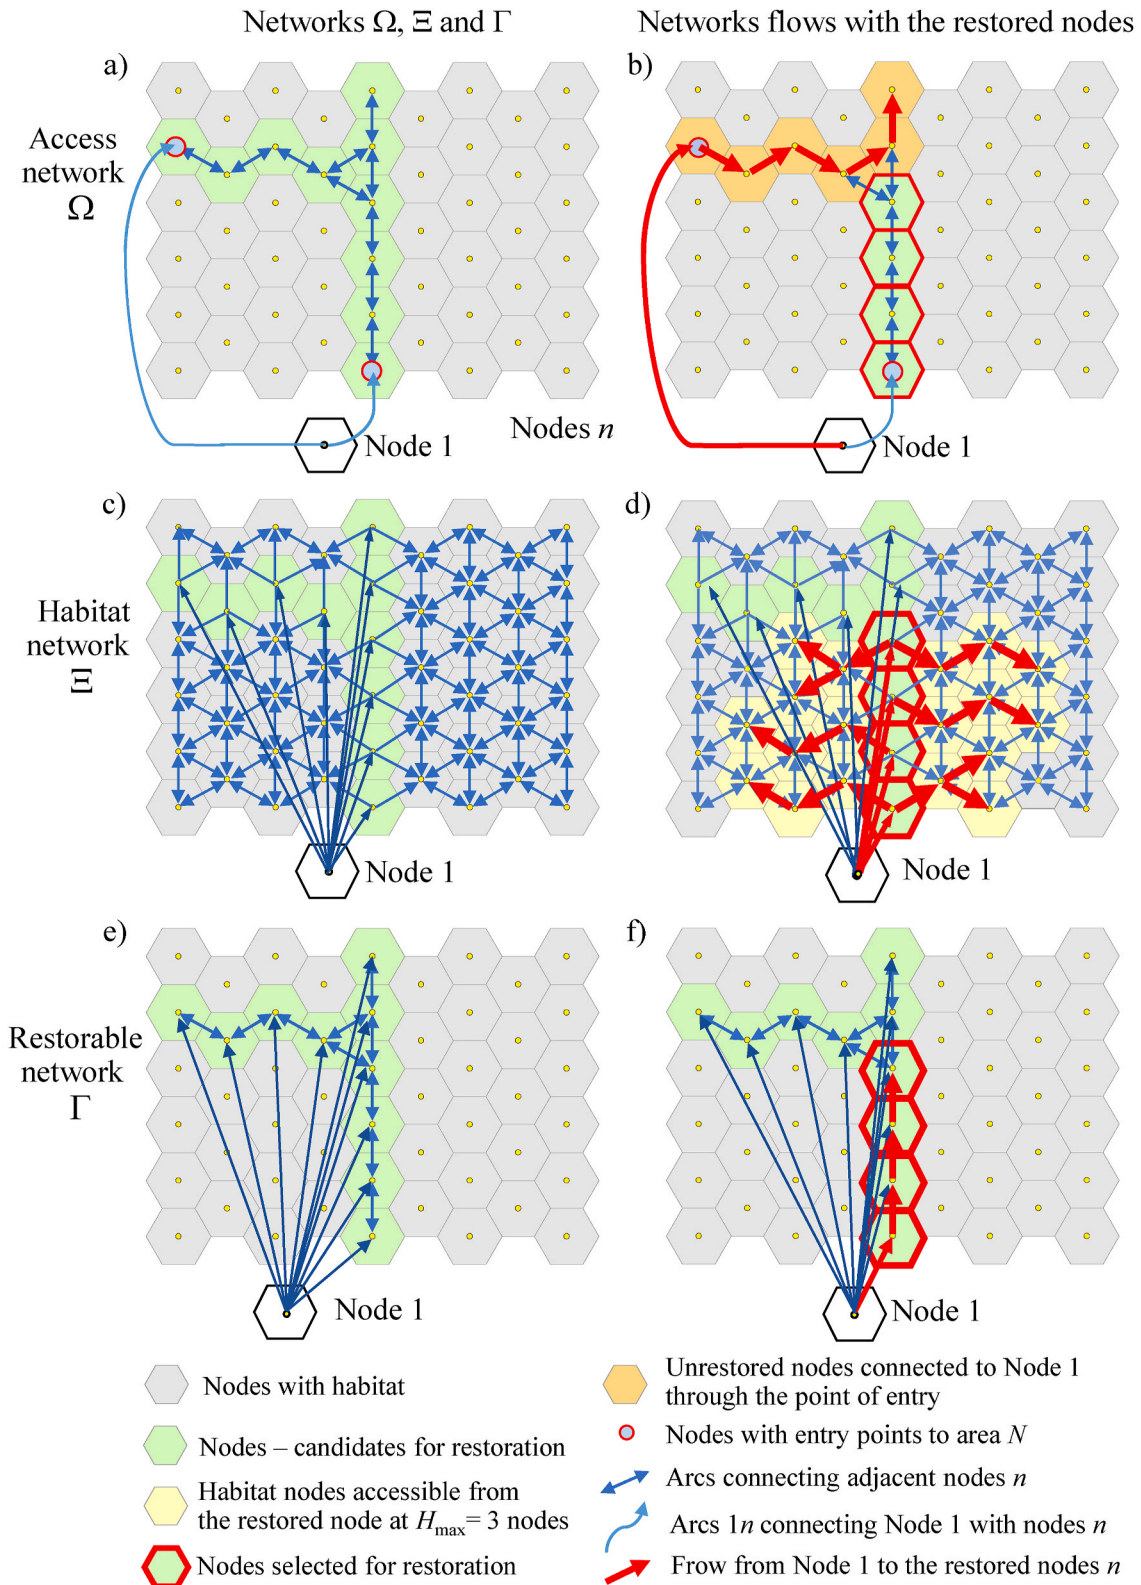 Networks Ω, Ξ and Γ
Networks flows with the restored nodes
a)
b)
Access
network
Ω
Nodes n
Node 1
Node 1
c)
d)
Habitat
network
Ξ
Node 1
Node 1
e)
f)
Restorable
network
Γ
Node 1
Node 1
Nodes with habitat
Nodes – candidates for restoration
Habitat nodes accessible from
the restored node at Hmax= 3 nodes
Nodes selected for restoration
Unrestored nodes connected to Node 1
through the point of entry
Nodes with entry points to area N
Arcs connecting adjacent nodes n
Arcs 1n connecting Node 1 with nodes n
Frow from Node 1 to the restored nodes n